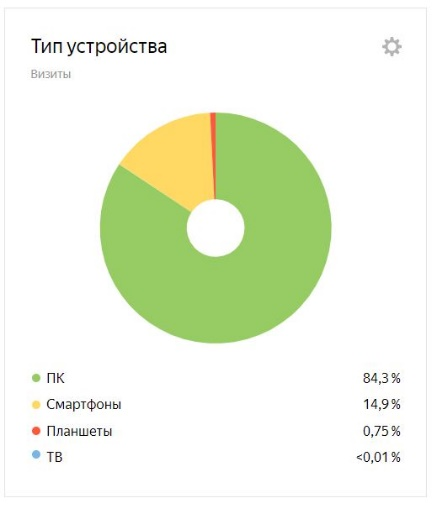 Тип устройства
Визиты
ПК 84,3 %
Смартфоны 14,9 %
Планшеты 0,75 %
ТВ <0,01 %